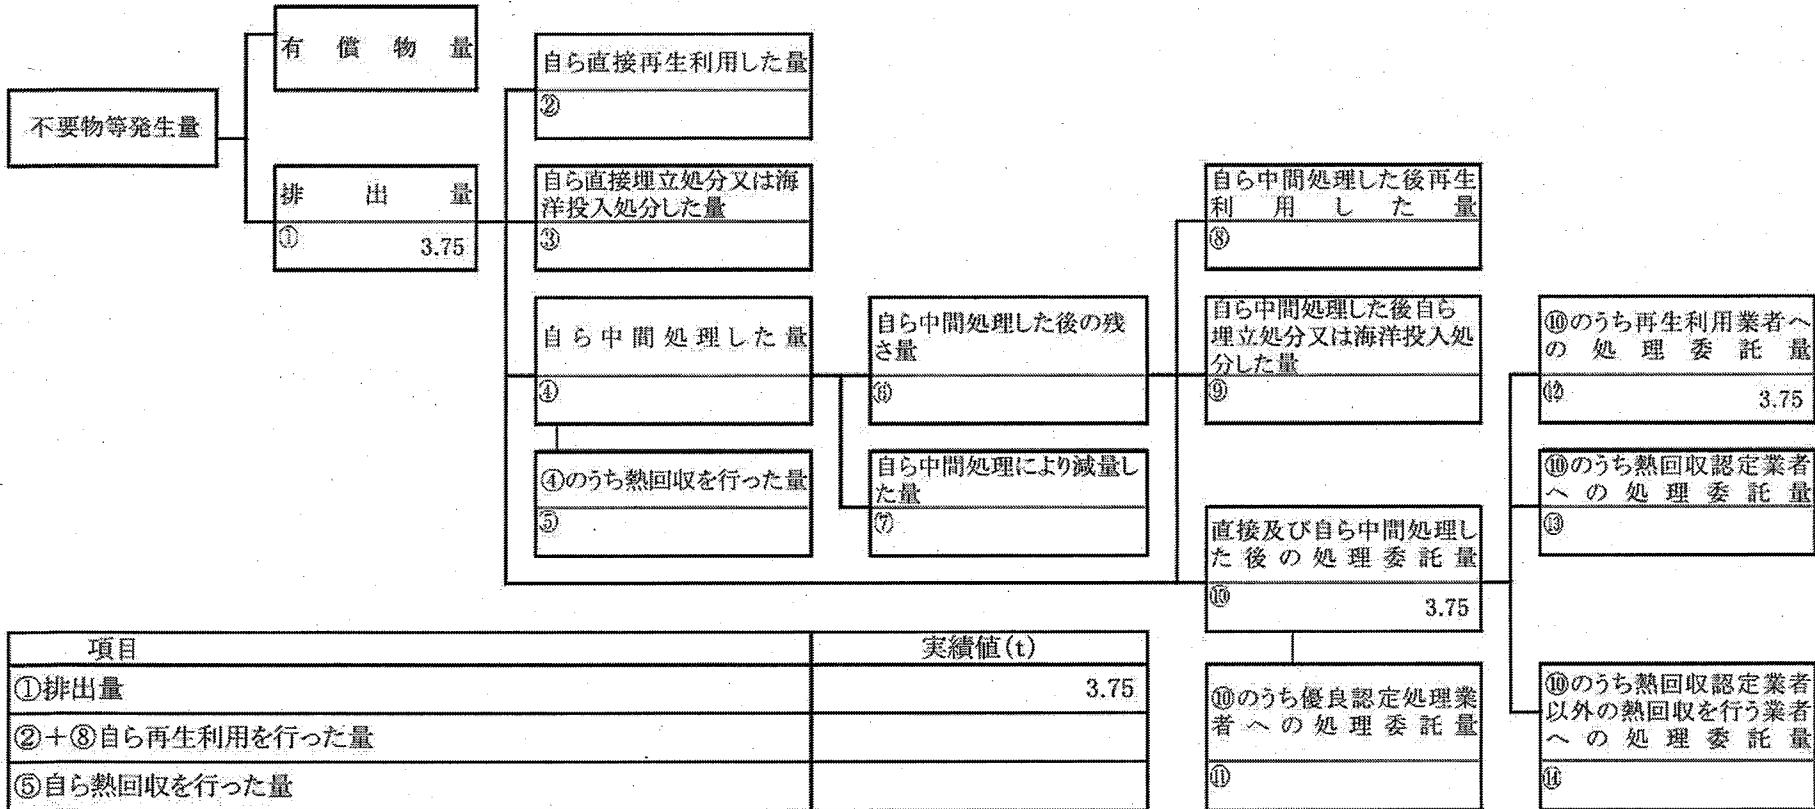 有償物量
不要物等発生量
排出量
① 3.75
自ら直接再生利用した量
②
自ら直接埋立処分又は海
洋投入処分した量
③
自ら中間処理した量
④
④のうち熱回収を行った量
⑤
自ら中間処理した後の残
さ量
⑥
自ら中間処理により減量し
た量
⑦
自ら中間処理した後再生
利用した量
⑧
自ら中間処理した後自ら
埋立処分又は海洋投入処
分した量
⑨
直接及び自ら中間処理し
た後の処理委託量
⑩ 3.75
⑩のうち優良認定処理業
者への処理委託量
⑪
⑩のうち再生利用業者へ
の処理委託量
⑫ 3.75
⑩のうち熱回収認定業者
への処理委託量
⑬
⑩のうち熱回収認定業者
以外の熱回収を行う業者
への処理委託量
⑭
項目 実績値(t)
①排出量 3.75
②+⑧自ら再生利用を行った量
⑤自ら熱回収を行った量